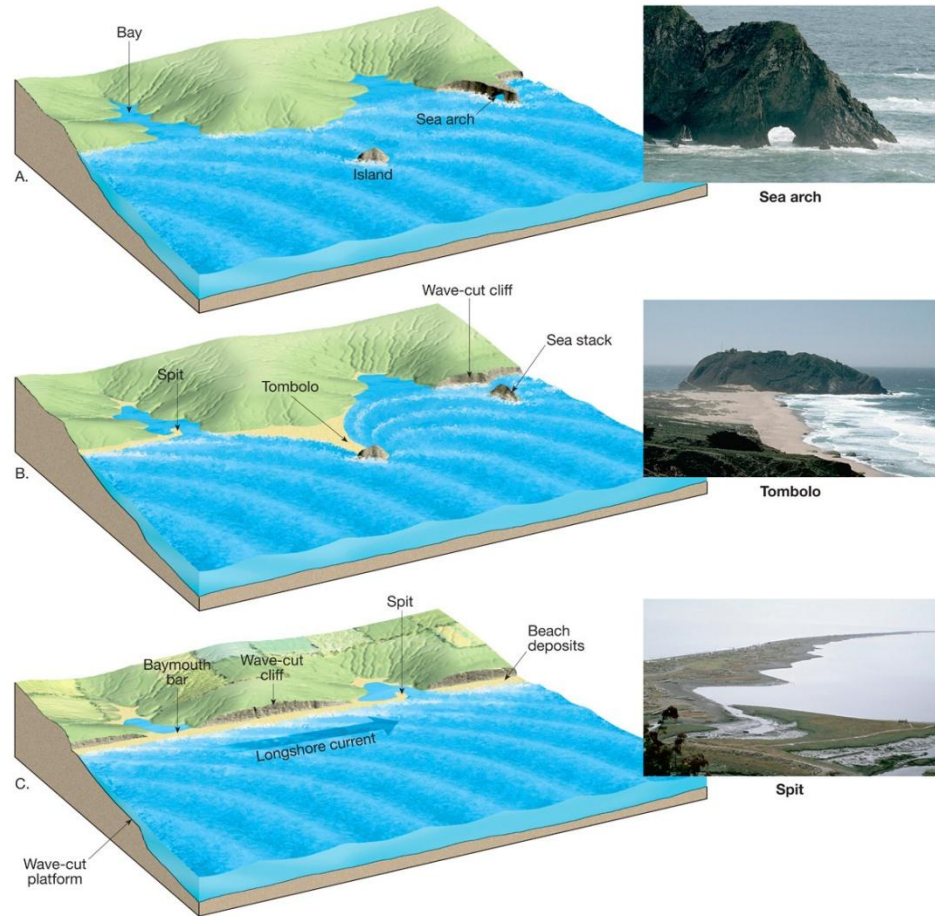 Bay
Sea arch
Island
A.
Sea arch
Wave-cut cliff
Sea stack
Spit
Tombolo
B.
Tombolo
Spit
Beach
deposits
Baymouth
bar
Wave-cut
cliff
Longshore current
C.
Wave-cut
platform
Spit